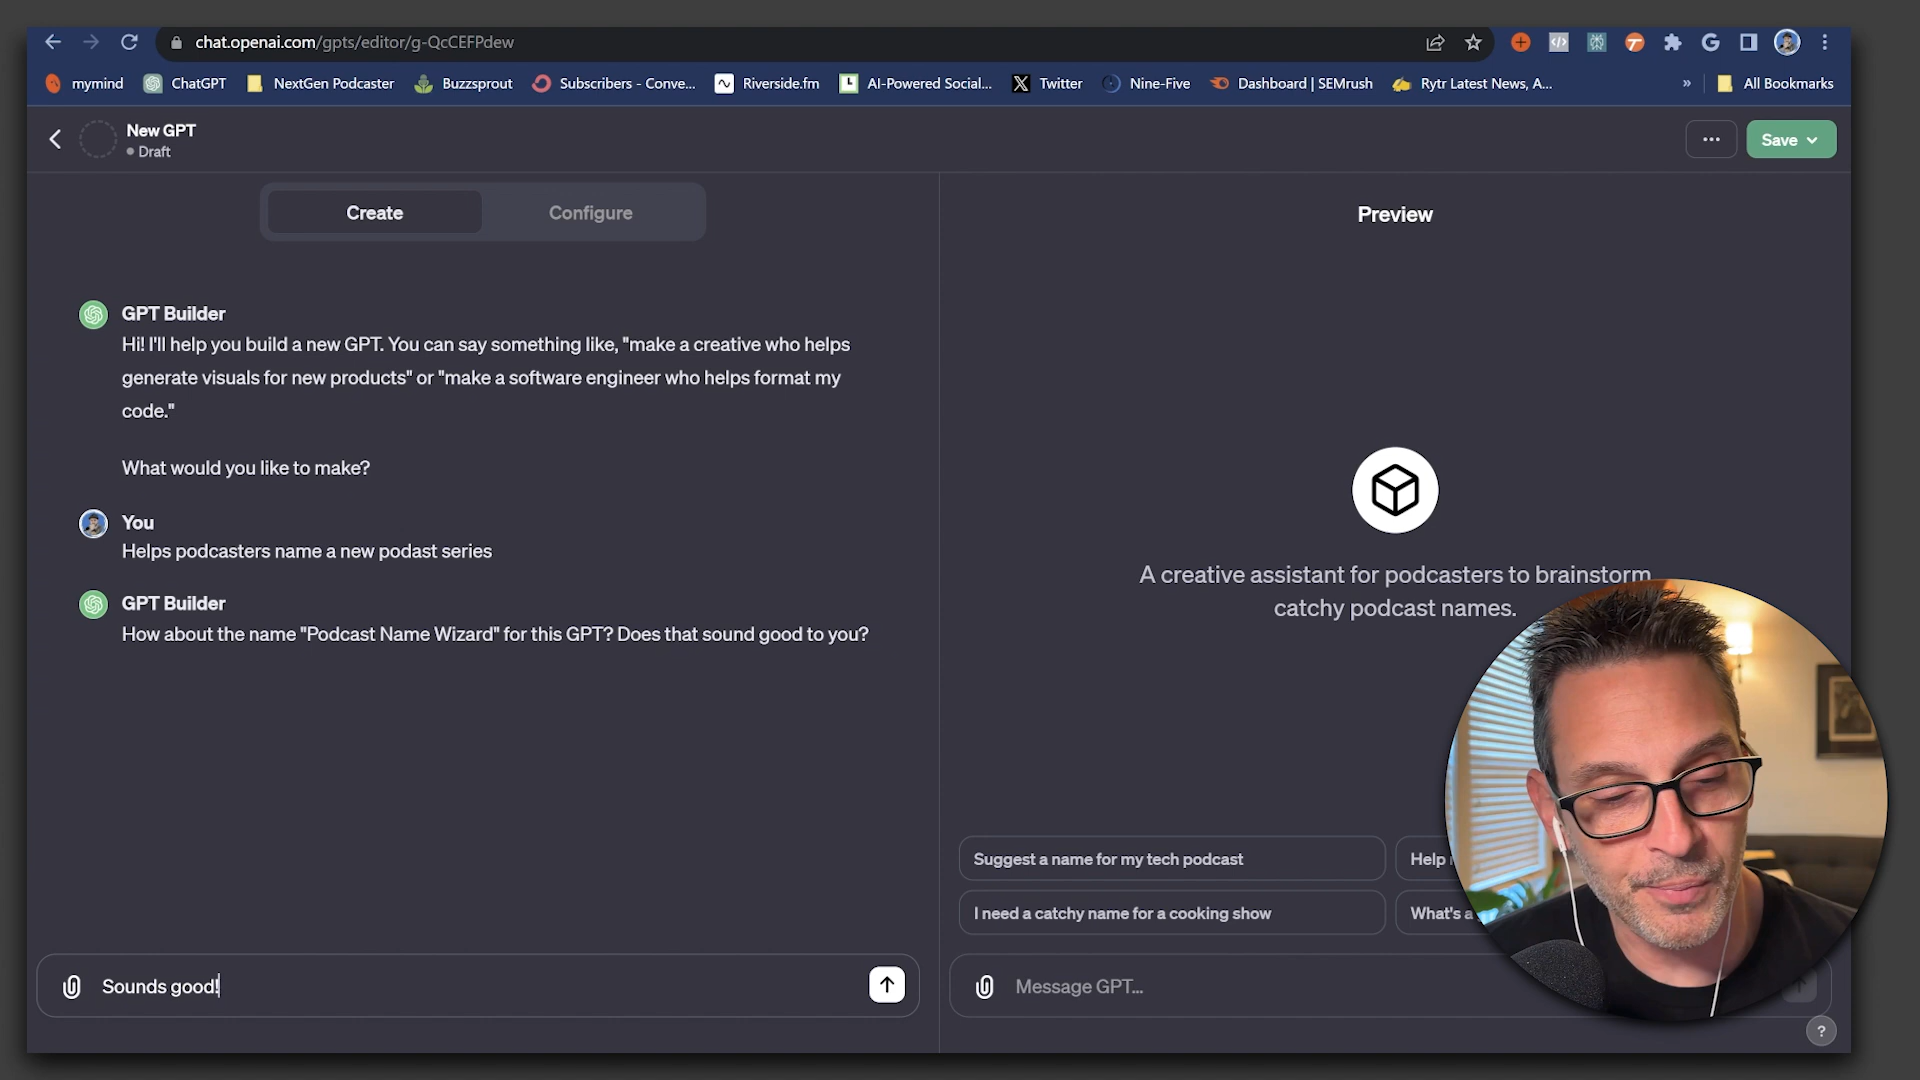 chat.openai.com/gpts/editor/g-QcCEFPdew
mymind ChatGPT NextGen Podcaster Buzzsprout Subscribers - Conve... Riverside.fm AI-Powered Social... Twitter Nine-Five Dashboard | SEMrush Rytr Latest News, A... » All Bookmarks
New GPT
Draft
Save
Create Configure
Preview
GPT Builder
Hi! I'll help you build a new GPT. You can say something like, "make a creative who helps
generate visuals for new products" or "make a software engineer who helps format my
code."
What would you like to make?
You
Helps podcasters name a new podast series
GPT Builder
How about the name "Podcast Name Wizard" for this GPT? Does that sound good to you?
A creative assistant for podcasters to brainstorm
catchy podcast names.
Suggest a name for my tech podcast
Help
I need a catchy name for a cooking show
What's a
Sounds good!
Message GPT...
?